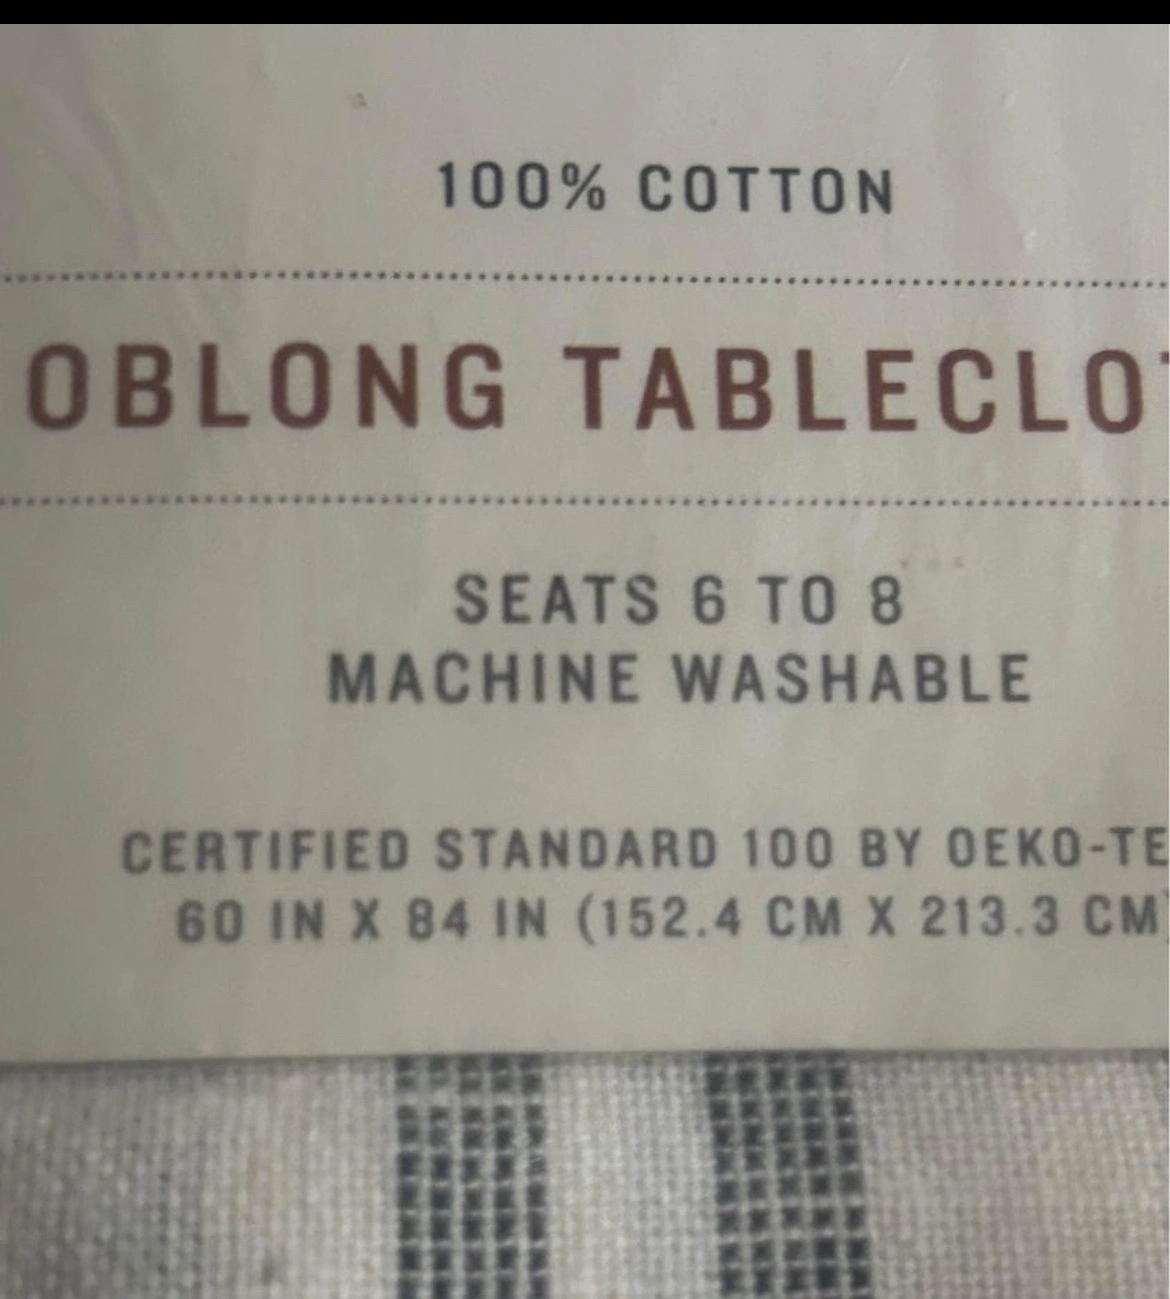 100% COTTON
OBLONG TABLECLO
SEATS 6 TO 8
MACHINE WASHABLE
CERTIFIED STANDARD 100 BY OEKO-TE
60 IN X 84 IN (152.4 CM X 213.3 CM)